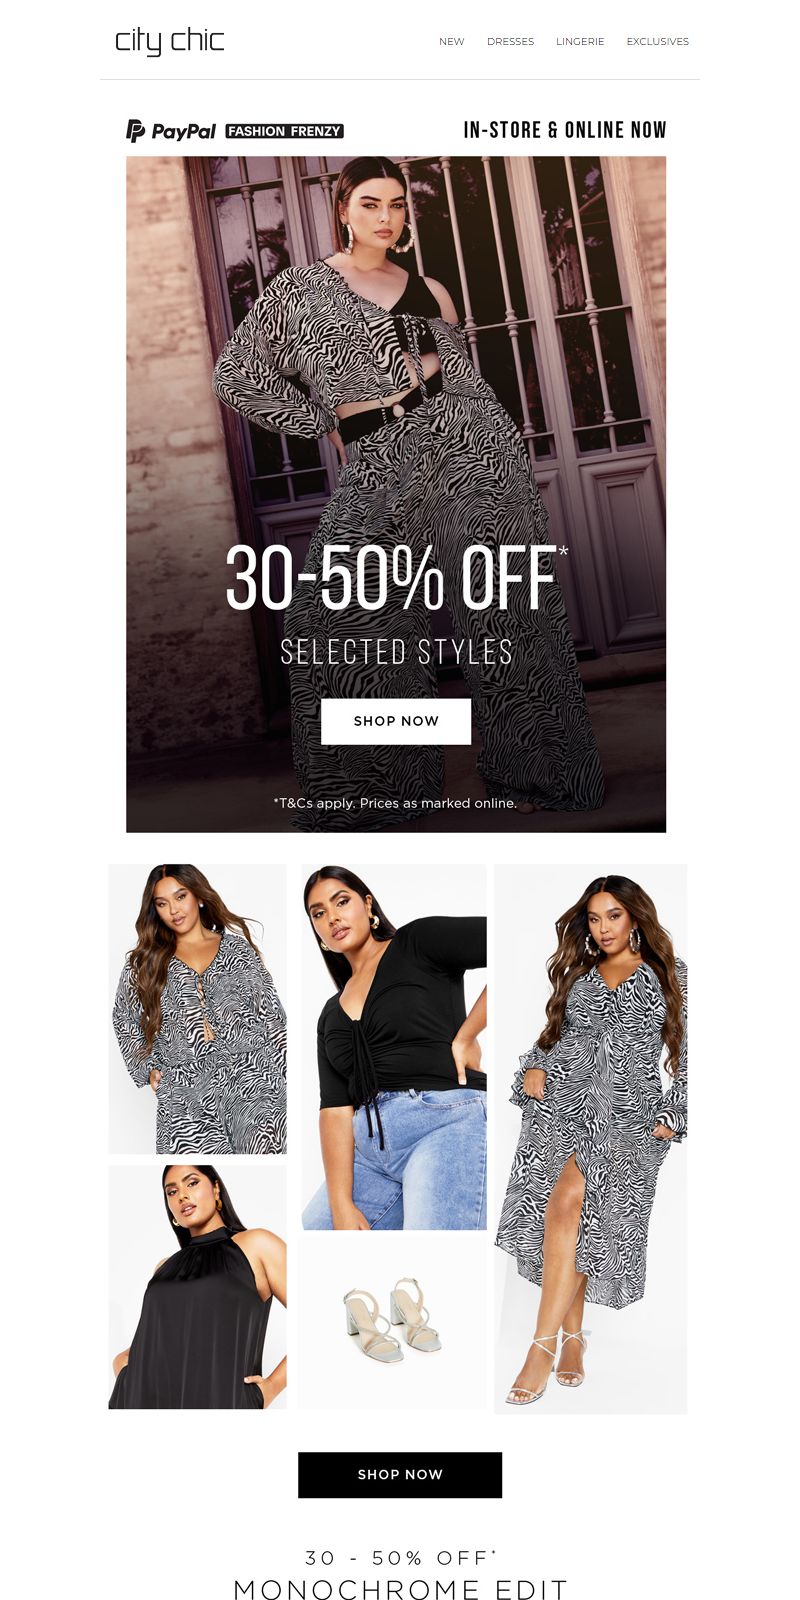 city chic
NEW DRESSES LINGERIE EXCLUSIVES
PayPal FASHION FRENZY
IN-STORE & ONLINE NOW
30-50% OFF*
SELECTED STYLES
SHOP NOW
*T&Cs apply. Prices as marked online.
SHOP NOW
30 - 50% OFF*
MONOCHROME EDIT